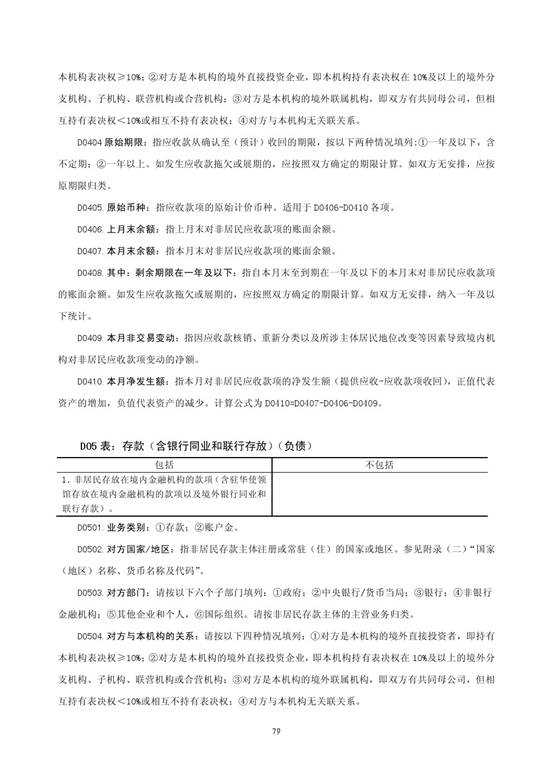 本机构表决权≥10%；②对方是本机构的境外直接投资企业，即本机构持有表决权在 10%及以上的境外分
支机构、子机构、联营机构或合营机构；③对方是本机构的境外联属机构，即双方有共同母公司，但相
互持有表决权＜10%或相互不持有表决权；④对方与本机构无关联关系。
D0404 原始期限：指应收款从确认至（预计）收回的期限，按以下两种情况填列:①一年及以下，含
不定期；②一年以上。如发生应收款拖欠或展期的，应按照双方确定的期限计算。如双方无安排，应按
原期限归类。
D0405. 原始币种：指应收款项的原始计价币种。适用于 D0406-D0410 各项。
D0406. 上月末余额：指上月末对非居民应收款项的账面余额。
D0407. 本月末余额：指本月末对非居民应收款项的账面余额。
D0408. 其中：剩余期限在一年及以下：指自本月末至到期在一年及以下的本月末对非居民应收款项
的账面余额。如发生应收款拖欠或展期的，应按照双方确定的期限计算。如双方无安排，纳入一年及以
下统计。
D0409. 本月非交易变动：指因应收款核销、重新分类以及所涉主体居民地位改变等因素导致境内机
构对非居民应收款项变动的净额。
D0410. 本月净发生额：指本月对非居民应收款项的净发生额（提供应收-应收款项收回），正值代表
资产的增加，负值代表资产的减少。计算公式为 D0410=D0407-D0406-D0409。
D05 表：存款（含银行同业和联行存放）（负债）
包括 不包括
1．非居民存放在境内金融机构的款项（含驻华使领
馆存放在境内金融机构的款项以及境外银行同业和
联行存款）。
D0501. 业务类别：①存款；②账户金。
D0502. 对方国家/地区：指非居民存款主体注册或常驻（住）的国家或地区。参见附录（二）“国家
（地区）名称、货币名称及代码”。
D0503. 对方部门：请按以下六个子部门填列：①政府；②中央银行/货币当局；③银行；④非银行
金融机构；⑤其他企业和个人，⑥国际组织。请按非居民存款主体的主营业务归类。
D0504. 对方与本机构的关系：请按以下四种情况填列：①对方是本机构的境外直接投资者，即持有
本机构表决权≥10%；②对方是本机构的境外直接投资企业，即本机构持有表决权在 10%及以上的境外分
支机构、子机构、联营机构或合营机构；③对方是本机构的境外联属机构，即双方有共同母公司，但相
互持有表决权＜10%或相互不持有表决权；④对方与本机构无关联关系。
79